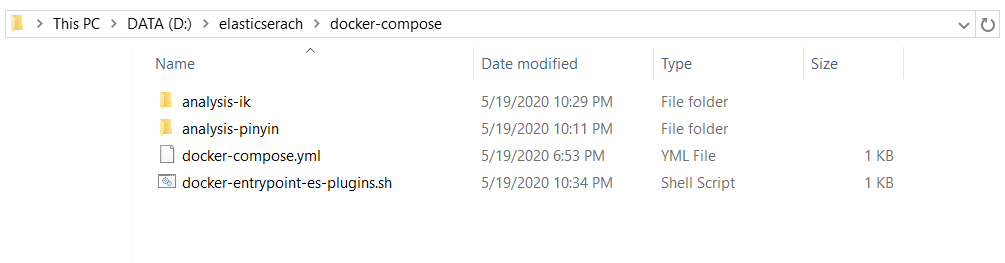 This PC > DATA (D:) > elasticserach > docker-compose
Name Date modified Type Size
analysis-ik 5/19/2020 10:29 PM File folder
analysis-pinyin 5/19/2020 10:11 PM File folder
docker-compose.yml 5/19/2020 6:53 PM YML File 1 KB
docker-entrypoint-es-plugins.sh 5/19/2020 10:34 PM Shell Script 1 KB